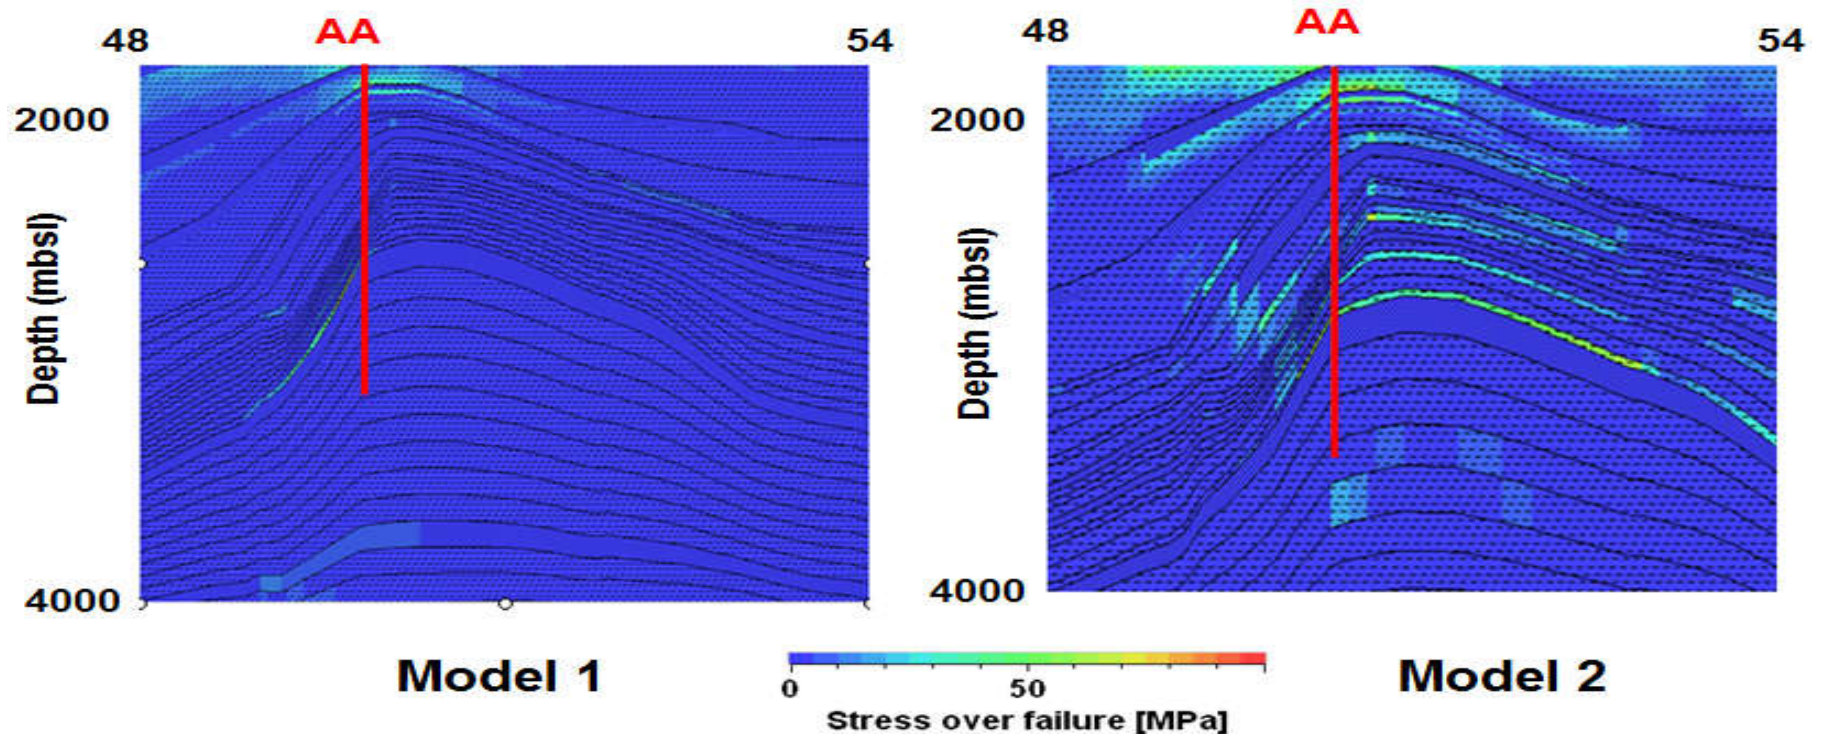 48 AA 54
48 AA 54
2000
2000
Depth (mbsl)
Depth (mbsl)
4000
4000
Model 1
Model 2
0 50
Stress over failure [MPa]